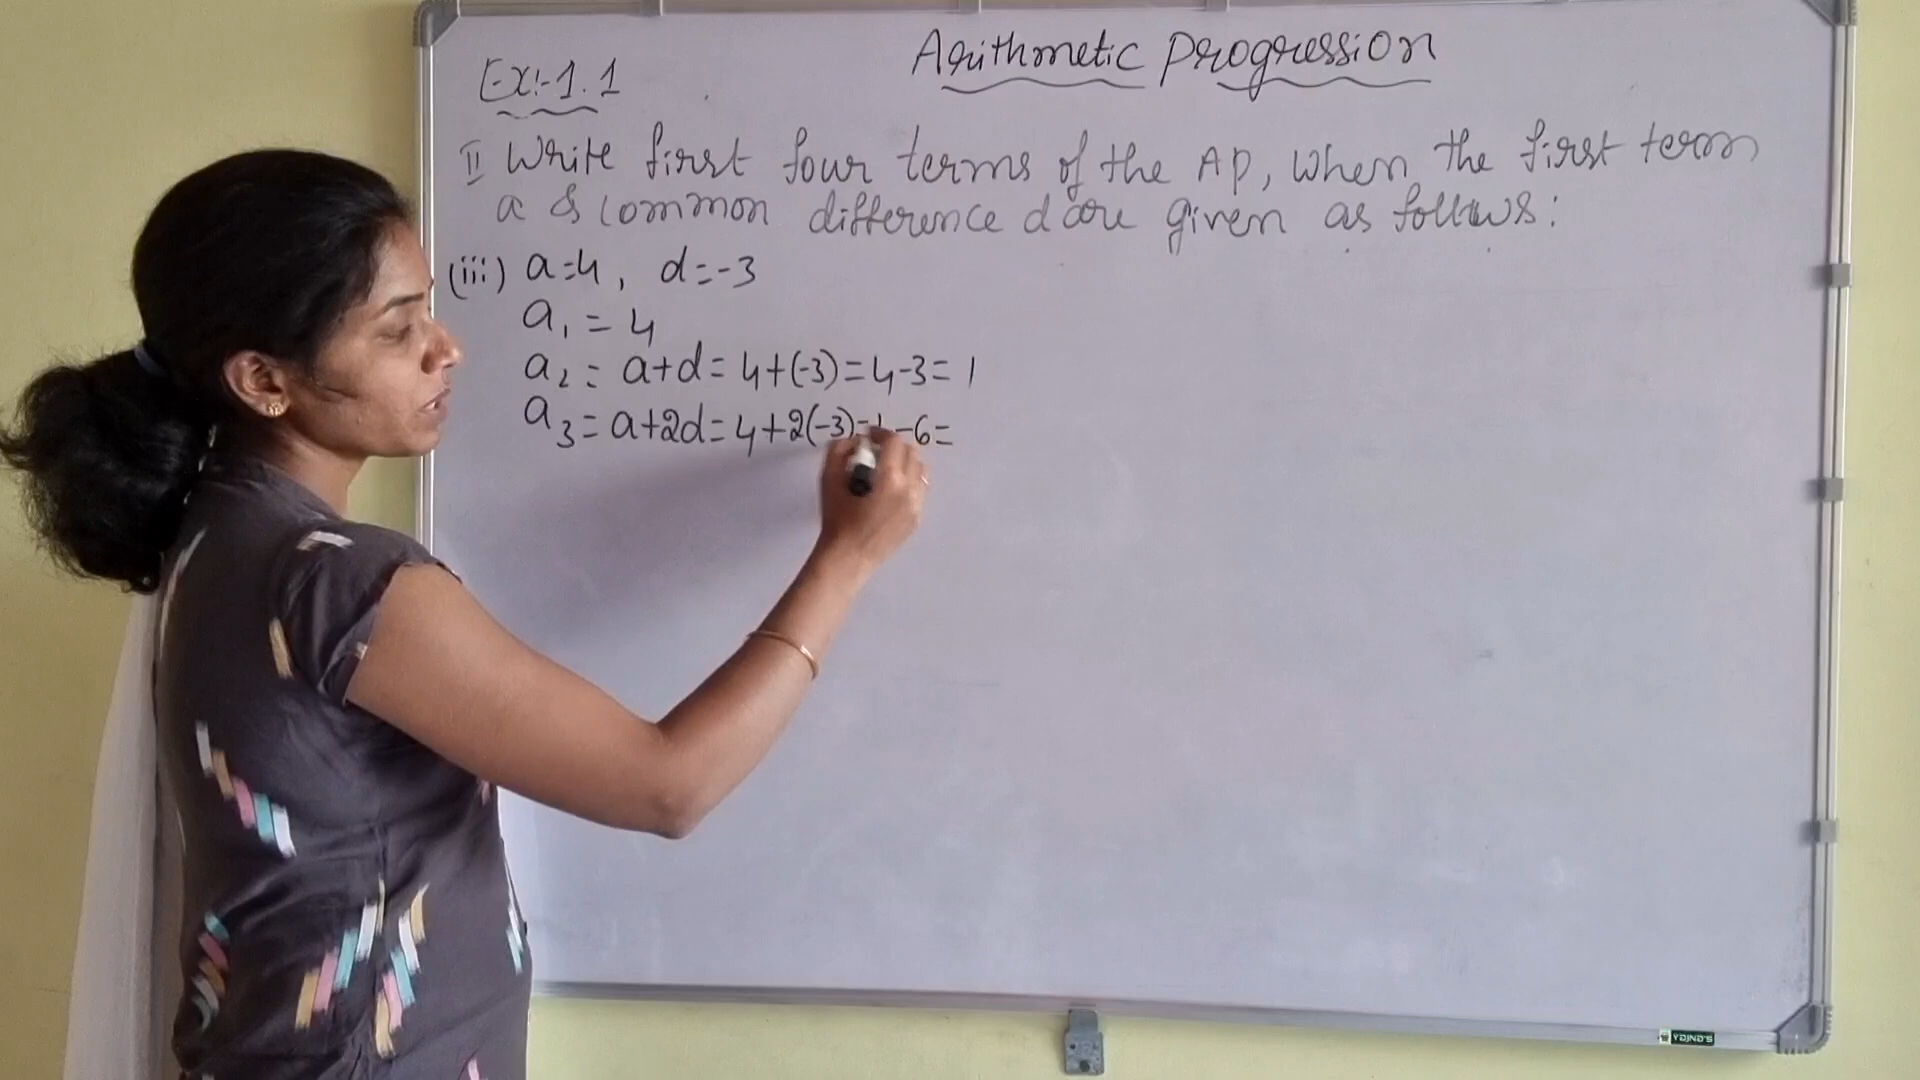 Arithmetic Progression
Ex:-1.1
II Write first four terms of the AP, when the first term
a & common difference d are given as follows:
(iii) a=4, d=-3
a₁ = 4
a₂ = a+d = 4+(-3) = 4-3 = 1
a₃ = a+2d = 4+2(-3) = 4-6 =
YDJND'S